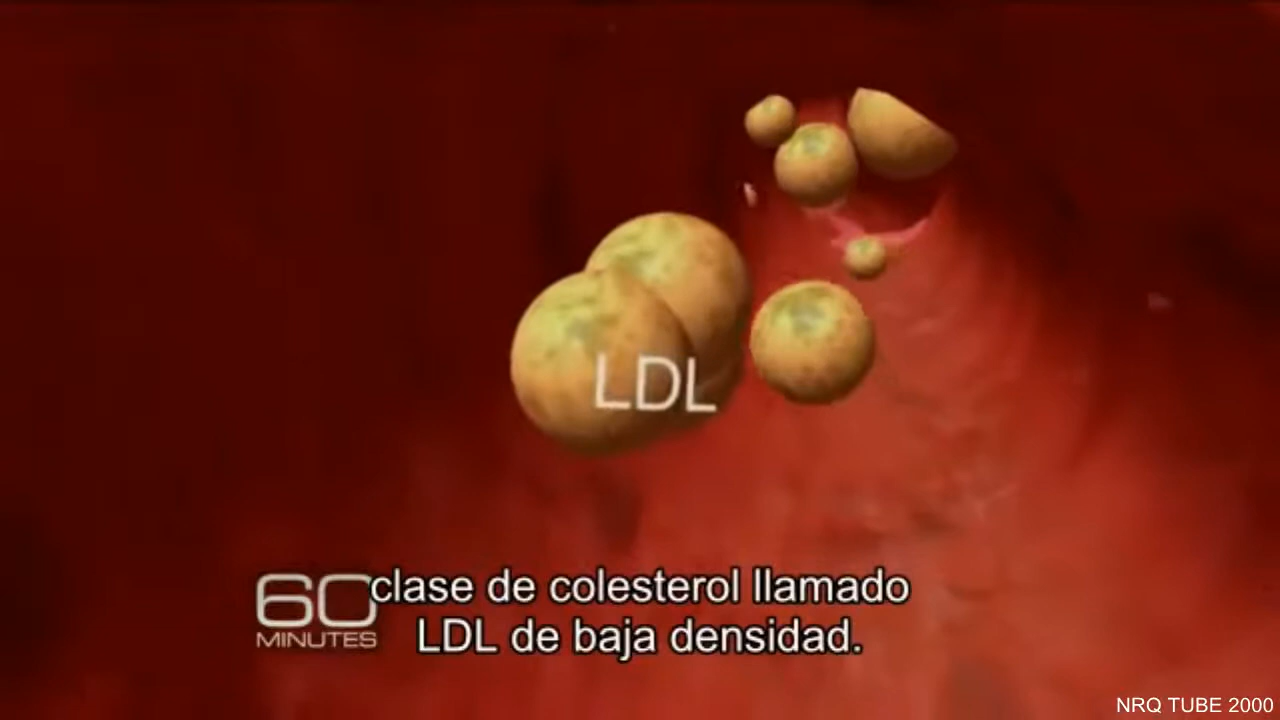 LDL
60
MINUTES
clase de colesterol llamado
LDL de baja densidad.
NRQ TUBE 2000